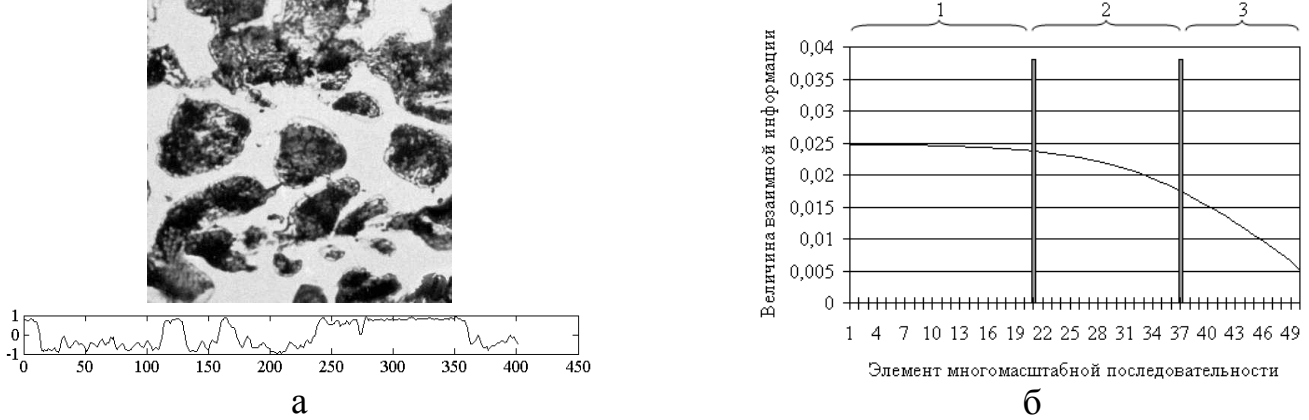 1
0
-1
0 50 100 150 200 250 300 350 400 450
а
1 2 3
Величина взаимной информации
0,04
0,035
0,03
0,025
0,02
0,015
0,01
0,005
0
1 4 7 10 13 16 19 22 25 28 31 34 37 40 43 46 49
Элемент многомасштабной последовательности
б